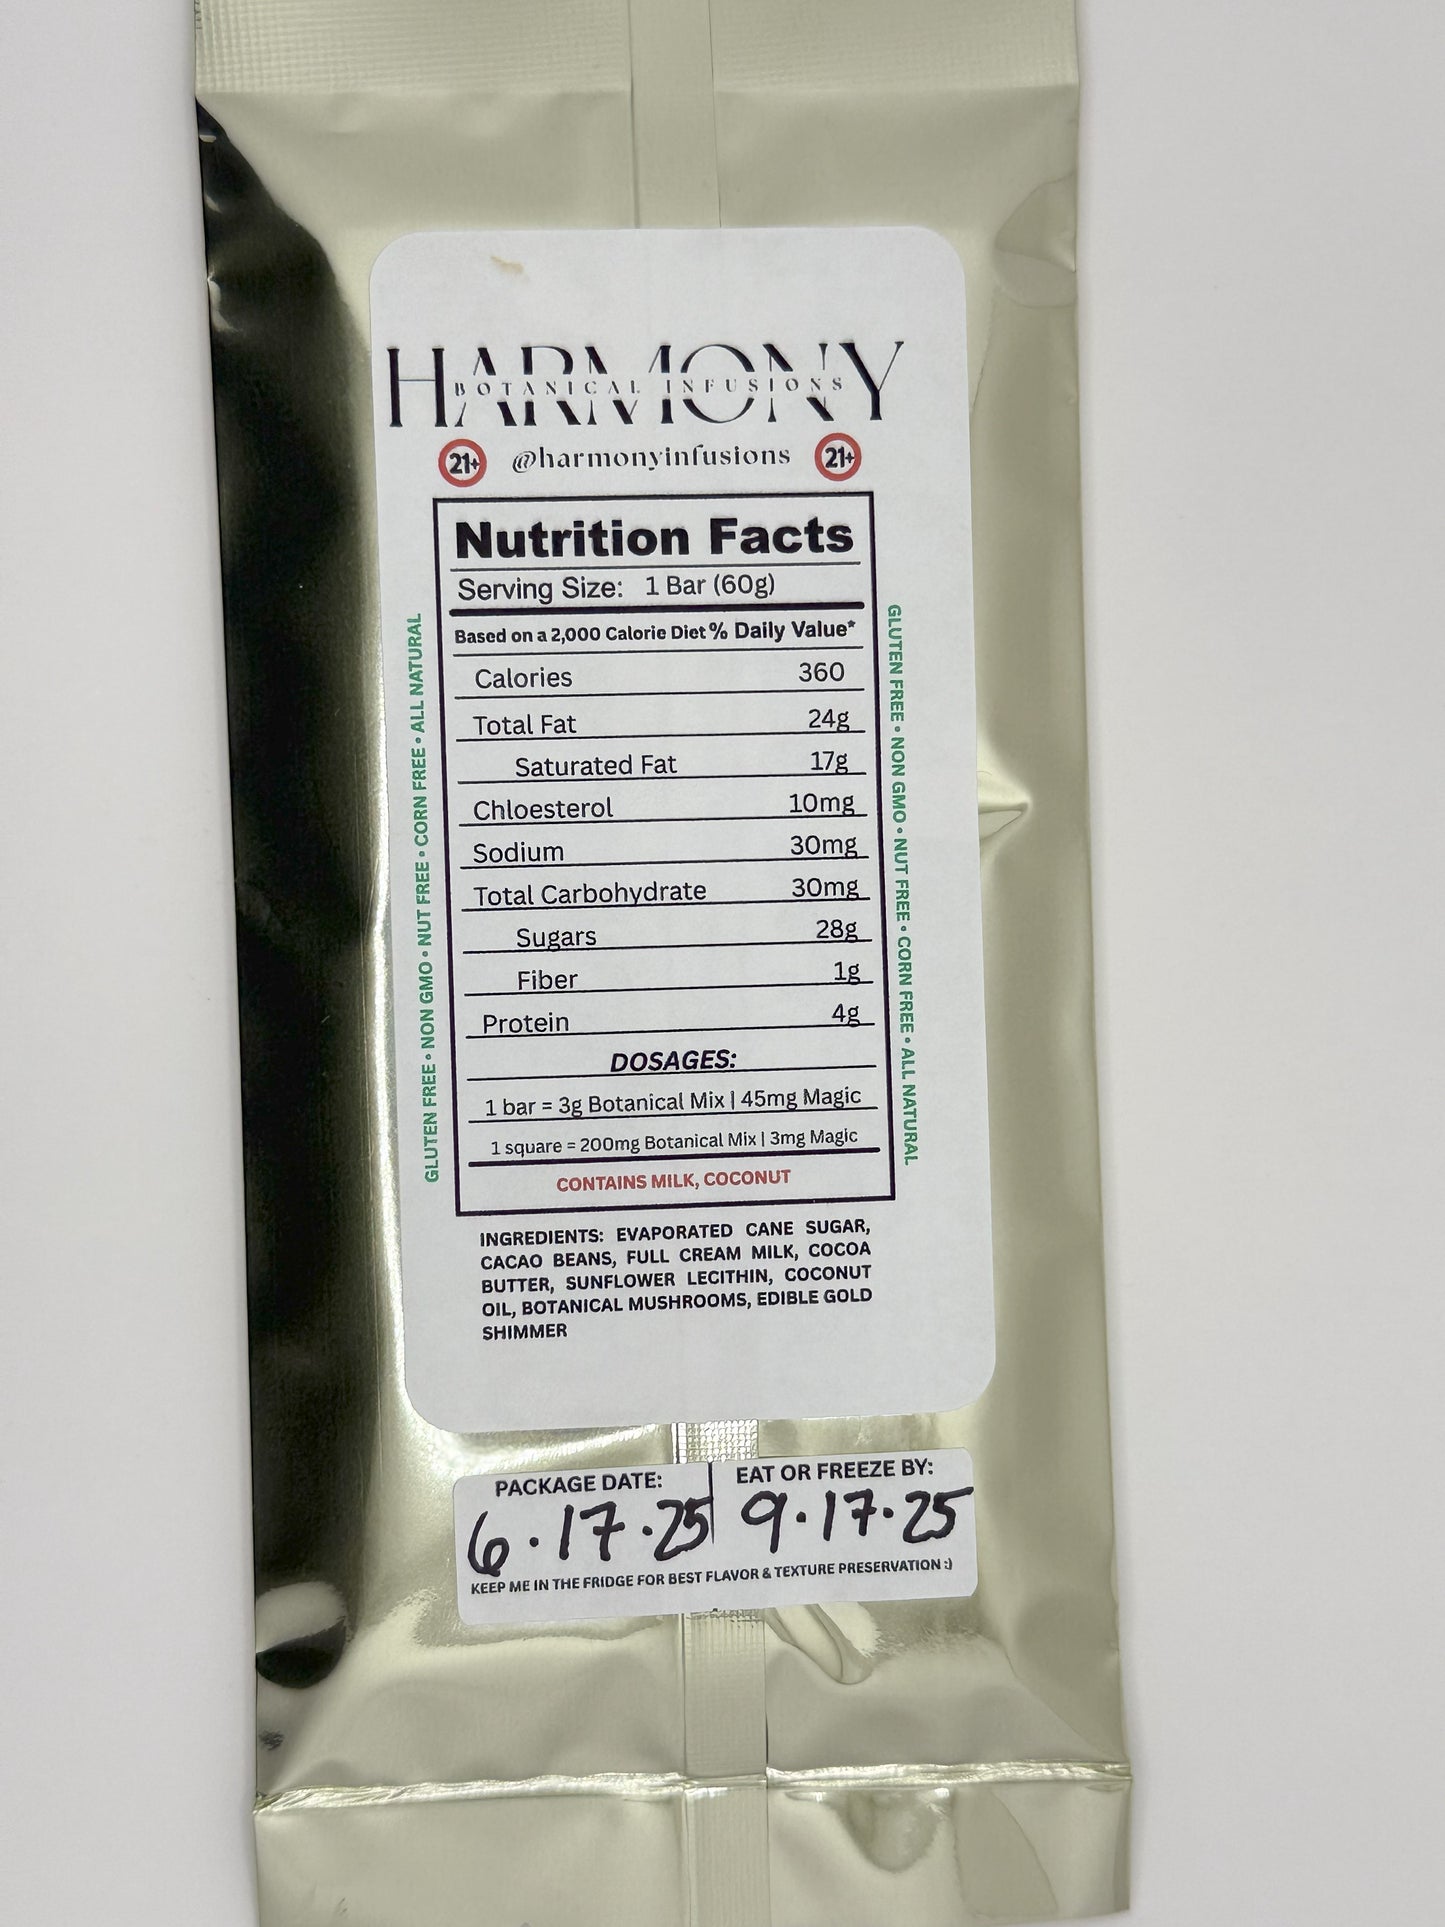 HARMONY
BOTANICAL INFUSIONS
21+ @harmonyinfusions 21+
Nutrition Facts
Serving Size: 1 Bar (60g)
Based on a 2,000 Calorie Diet % Daily Value*
Calories 360
Total Fat 24g
Saturated Fat 17g
Chloesterol 10mg
Sodium 30mg
Total Carbohydrate 30mg
Sugars 28g
Fiber 1g
Protein 4g
DOSAGES:
1 bar = 3g Botanical Mix | 45mg Magic
1 square = 200mg Botanical Mix | 3mg Magic
CONTAINS MILK, COCONUT
GLUTEN FREE • NON GMO • NUT FREE • CORN FREE • ALL NATURAL
GLUTEN FREE • NON GMO • NUT FREE • CORN FREE • ALL NATURAL
INGREDIENTS: EVAPORATED CANE SUGAR,
CACAO BEANS, FULL CREAM MILK, COCOA
BUTTER, SUNFLOWER LECITHIN, COCONUT
OIL, BOTANICAL MUSHROOMS, EDIBLE GOLD
SHIMMER
PACKAGE DATE: EAT OR FREEZE BY:
6.17.25 9.17.25
KEEP ME IN THE FRIDGE FOR BEST FLAVOR & TEXTURE PRESERVATION :)